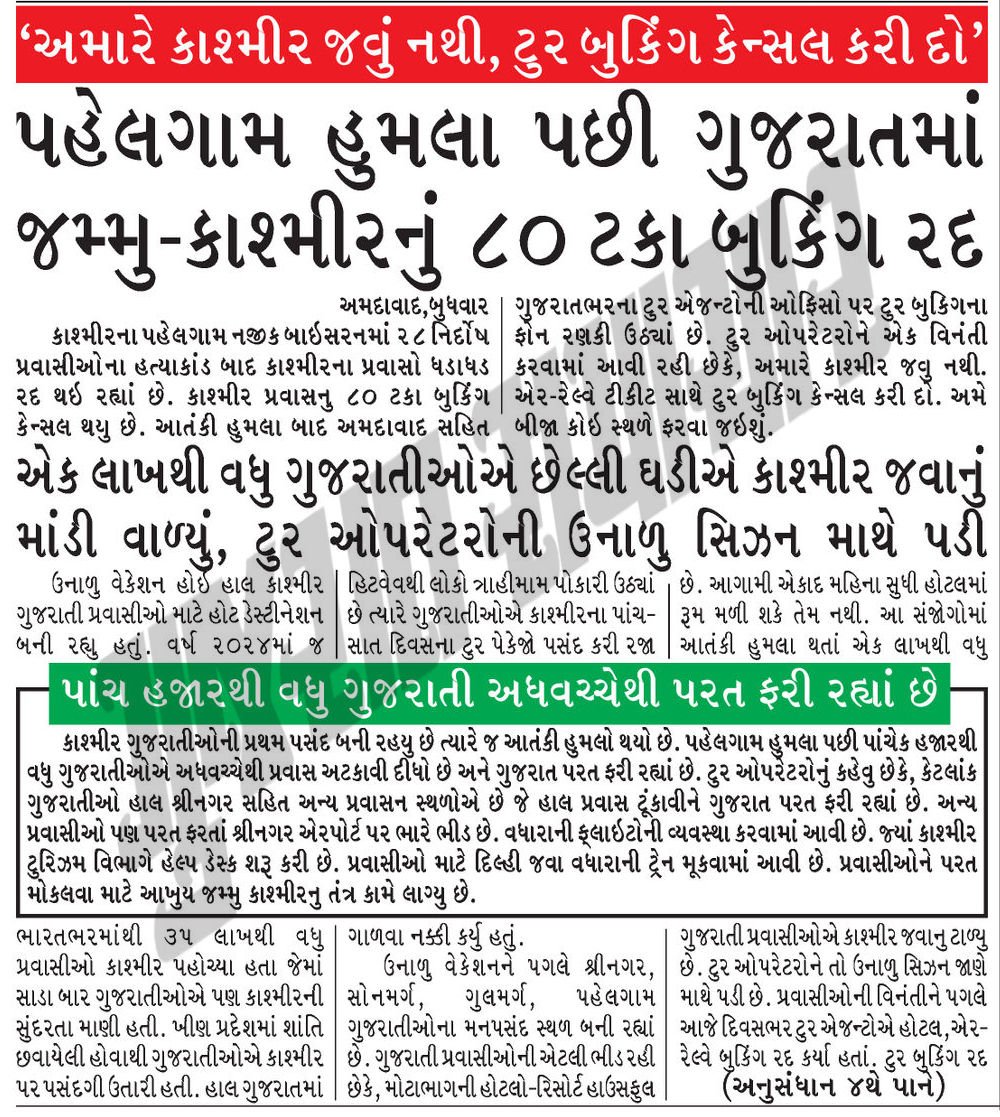 ‘અમારે કાશ્મીર જવું નથી, ટુર બુકિંગ કેન્સલ કરી દો’
પહેલગામ હુમલા પછી ગુજરાતમાં
જમ્મુ-કાશ્મીરનું ૮૦ ટકા બુકિંગ રદ
અમદાવાદ,બુધવાર
કાશ્મીરના પહેલગામ નજીક બાઇસરનમાં ૨૮ નિર્દોષ
પ્રવાસીઓના હત્યાકાંડ બાદ કાશ્મીરના પ્રવાસો ધડાધડ
રદ થઇ રહ્યાં છે. કાશ્મીર પ્રવાસનુ ૮૦ ટકા બુકિંગ
કેન્સલ થયુ છે. આતંકી હુમલા બાદ અમદાવાદ સહિત
ગુજરાતભરના ટુર એજન્ટોની ઓફિસો પર ટુર બુકિંગના
ફોન રણકી ઉઠ્યાં છે. ટુર ઓપરેટરોને એક વિનંતી
કરવામાં આવી રહી છેકે, અમારે કાશ્મીર જવુ નથી.
એર-રેલ્વે ટીકીટ સાથે ટુર બુકિંગ કેન્સલ કરી દો. અમે
બીજા કોઇ સ્થળે ફરવા જઇશું.
એક લાખથી વધુ ગુજરાતીઓએ છેલ્લી ઘડીએ કાશ્મીર જવાનું
માંડી વાળ્યું, ટુર ઓપરેટરોની ઉનાળુ સિઝન માથે પડી
ઉનાળુ વેકેશન હોઇ હાલ કાશ્મીર
ગુજરાતી પ્રવાસીઓ માટે હોટ ડેસ્ટીનેશન
બની રહ્યુ હતુ. વર્ષ ૨૦૨૪માં જ
ભારતભરમાંથી ૩૫ લાખથી વધુ
પ્રવાસીઓ કાશ્મીર પહોચ્યા હતા જેમાં
સાડા બાર ગુજરાતીઓએ પણ કાશ્મીરની
સુંદરતા માણી હતી. ખીણ પ્રદેશમાં શાંતિ
છવાયેલી હોવાથી ગુજરાતીઓએ કાશ્મીર
પર પસંદગી ઉતારી હતી. હાલ ગુજરાતમાં
હિટવેવથી લોકો ત્રાહીમામ પોકારી ઉઠ્યાં
છે ત્યારે ગુજરાતીઓએ કાશ્મીરના પાંચ-
સાત દિવસના ટુર પેકેજો પસંદ કરી રજા
ગાળવા નક્કી કર્યુ હતું.
ઉનાળુ વેકેશનને પગલે શ્રીનગર,
સોનમર્ગ, ગુલમર્ગ, પહેલગામ
ગુજરાતીઓના મનપસંદ સ્થળ બની રહ્યાં
છે. ગુજરાતી પ્રવાસીઓની એટલી ભીડ રહી
છેકે, મોટાભાગની હોટલો-રિસોર્ટ હાઉસફુલ
છે. આગામી એકાદ મહિના સુધી હોટલમાં
રૂમ મળી શકે તેમ નથી. આ સંજોગોમાં
આતંકી હુમલા થતાં એક લાખથી વધુ
ગુજરાતી પ્રવાસીઓએ કાશ્મીર જવાનુ ટાળ્યુ
છે. ટુર ઓપરેટરોને તો ઉનાળુ સિઝન જાણે
માથે પડી છે. પ્રવાસીઓની વિનંતીને પગલે
આજે દિવસભર ટુર એજન્ટોએ હોટલ,એર-
રેલ્વે બુકિંગ રદ કર્યા હતાં. ટુર બુકિંગ રદ
(અનુસંધાન ૪થે પાને)
પાંચ હજારથી વધુ ગુજરાતી અધવચ્ચેથી પરત ફરી રહ્યાં છે
કાશ્મીર ગુજરાતીઓની પ્રથમ પસંદ બની રહયુ છે ત્યારે જ આતંકી હુમલો થયો છે. પહેલગામ હુમલા પછી પાંચેક હજારથી
વધુ ગુજરાતીઓએ અધવચ્ચેથી પ્રવાસ અટકાવી દીધો છે અને ગુજરાત પરત ફરી રહ્યાં છે. ટુર ઓપરેટરોનું કહેવુ છેકે, કેટલાંક
ગુજરાતીઓ હાલ શ્રીનગર સહિત અન્ય પ્રવાસન સ્થળોએ છે જે હાલ પ્રવાસ ટૂંકાવીને ગુજરાત પરત ફરી રહ્યાં છે. અન્ય
પ્રવાસીઓ પણ પરત ફરતાં શ્રીનગર એરપોર્ટ પર ભારે ભીડ છે. વધારાની ફ્લાઇટોની વ્યવસ્થા કરવામાં આવી છે. જ્યાં કાશ્મીર
ટુરિઝમ વિભાગે હેલ્પ ડેસ્ક શરૂ કરી છે. પ્રવાસીઓ માટે દિલ્હી જવા વધારાની ટ્રેન મૂકવામાં આવી છે. પ્રવાસીઓને પરત
મોકલવા માટે આખુય જમ્મુ કાશ્મીરનુ તંત્ર કામે લાગ્યુ છે.